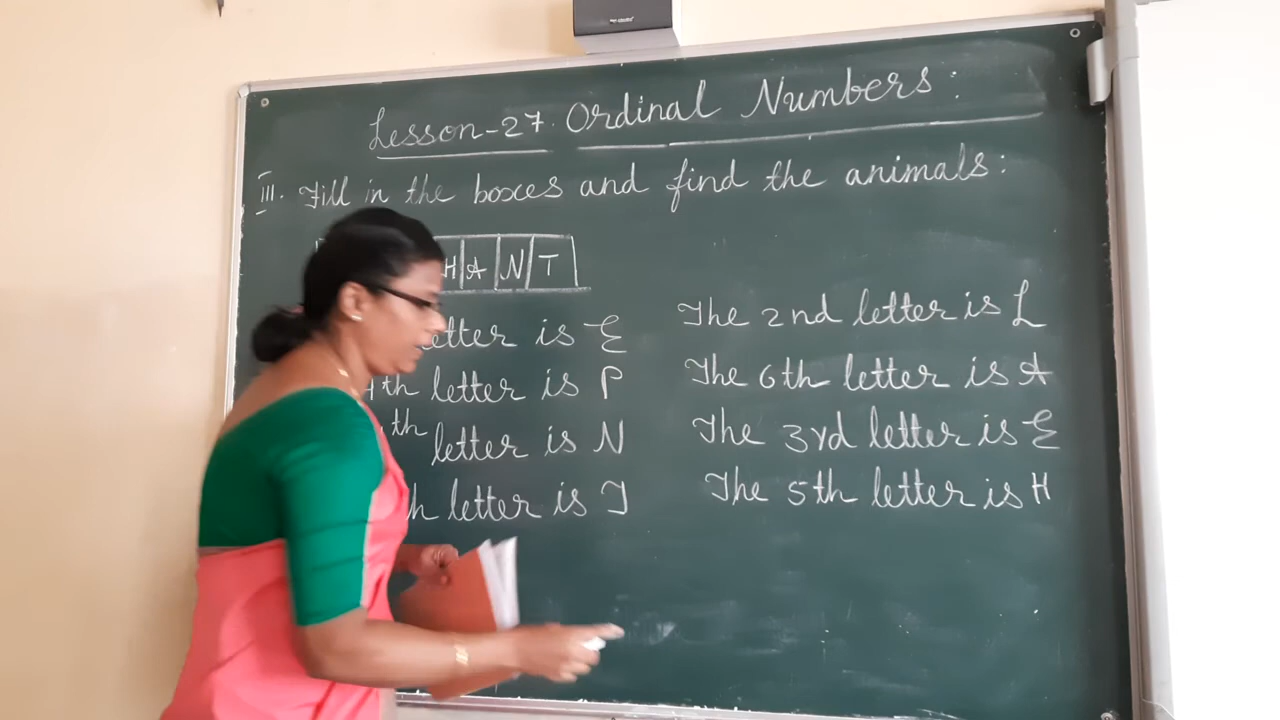 Lesson-27. Ordinal Numbers:
III. Fill in the boxes and find the animals:
H A N T
letter is E The 2nd letter is L
4th letter is P The 6th letter is A
th letter is N The 3rd letter is E
h letter is T The 5th letter is H